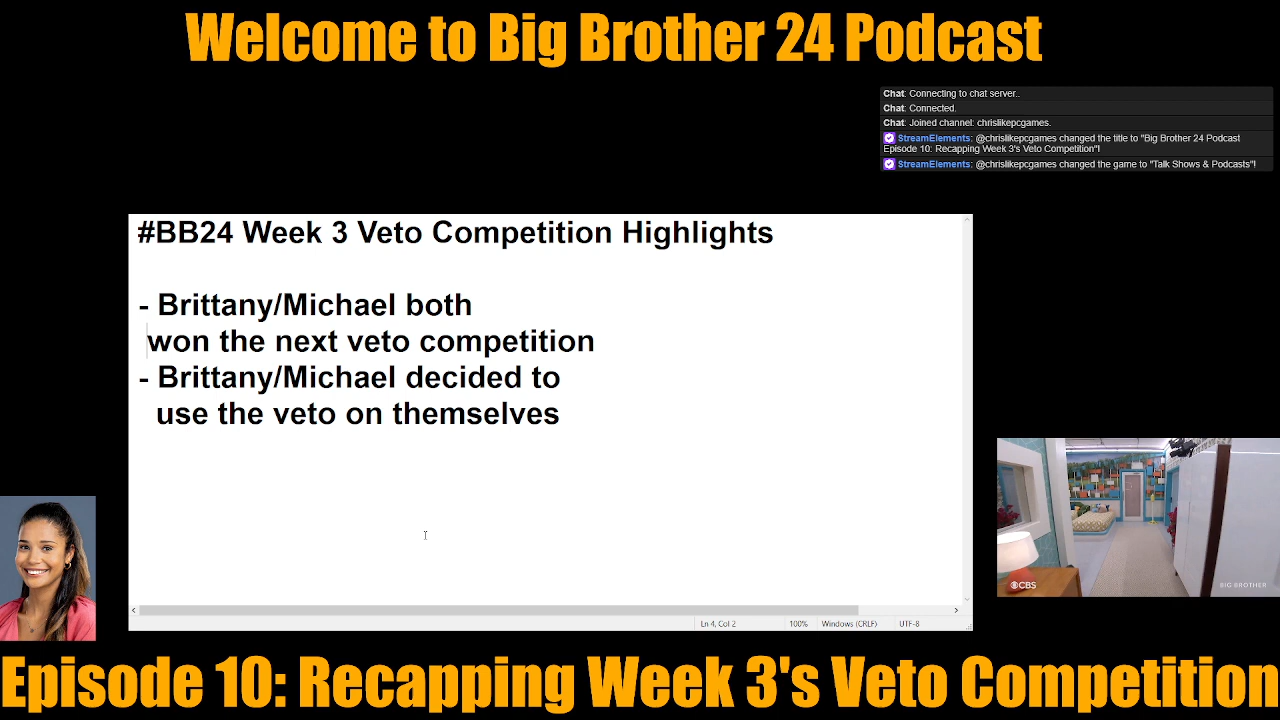 Welcome to Big Brother 24 Podcast
Chat: Connecting to chat server..
Chat: Connected.
Chat: Joined channel: chrislikepcgames.
StreamElements: @chrislikepcgames changed the title to "Big Brother 24 Podcast
Episode 10: Recapping Week 3's Veto Competition"!
StreamElements: @chrislikepcgames changed the game to "Talk Shows & Podcasts"!
#BB24 Week 3 Veto Competition Highlights
- Brittany/Michael both
won the next veto competition
- Brittany/Michael decided to
use the veto on themselves
Ln 4, Col 2
100%
Windows (CRLF)
UTF-8
CBS
BIG BROTHER
Episode 10: Recapping Week 3's Veto Competition